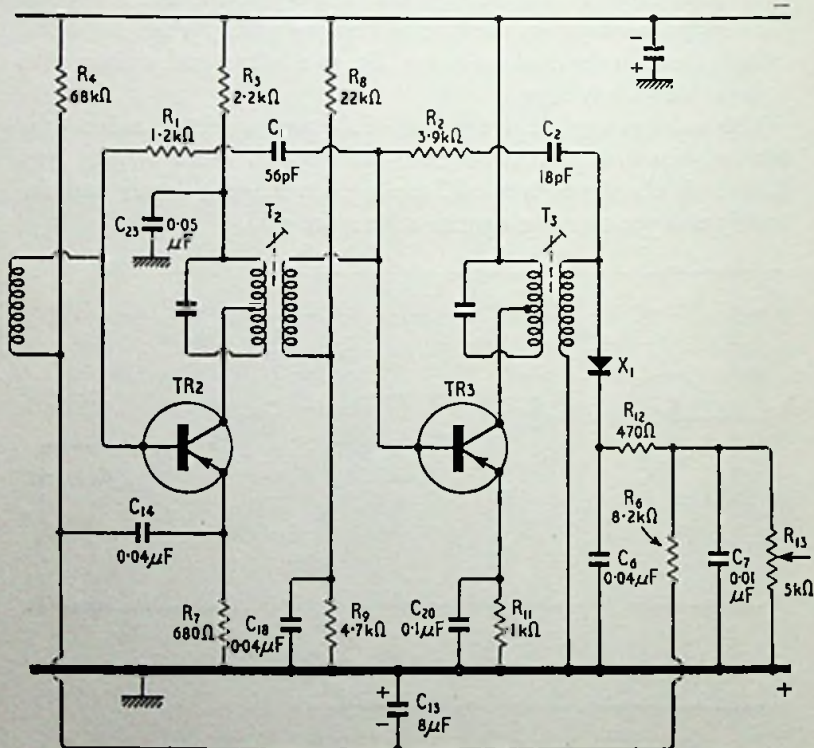 −
−
+
R4
68kΩ
R3
2·2kΩ
R8
22kΩ
R1
1·2kΩ
C1
56pF
R2
3·9kΩ
C2
18pF
C23
0·05
μF
T2
T3
TR2
TR3
X1
R12
470Ω
C14
0·04μF
R6
8·2kΩ
R13
5kΩ
C6
0·04μF
C7
0·01
μF
R7
680Ω
C18
0·04μF
R9
4·7kΩ
C20
0·1μF
R11
1kΩ
+
+
−
C13
8μF